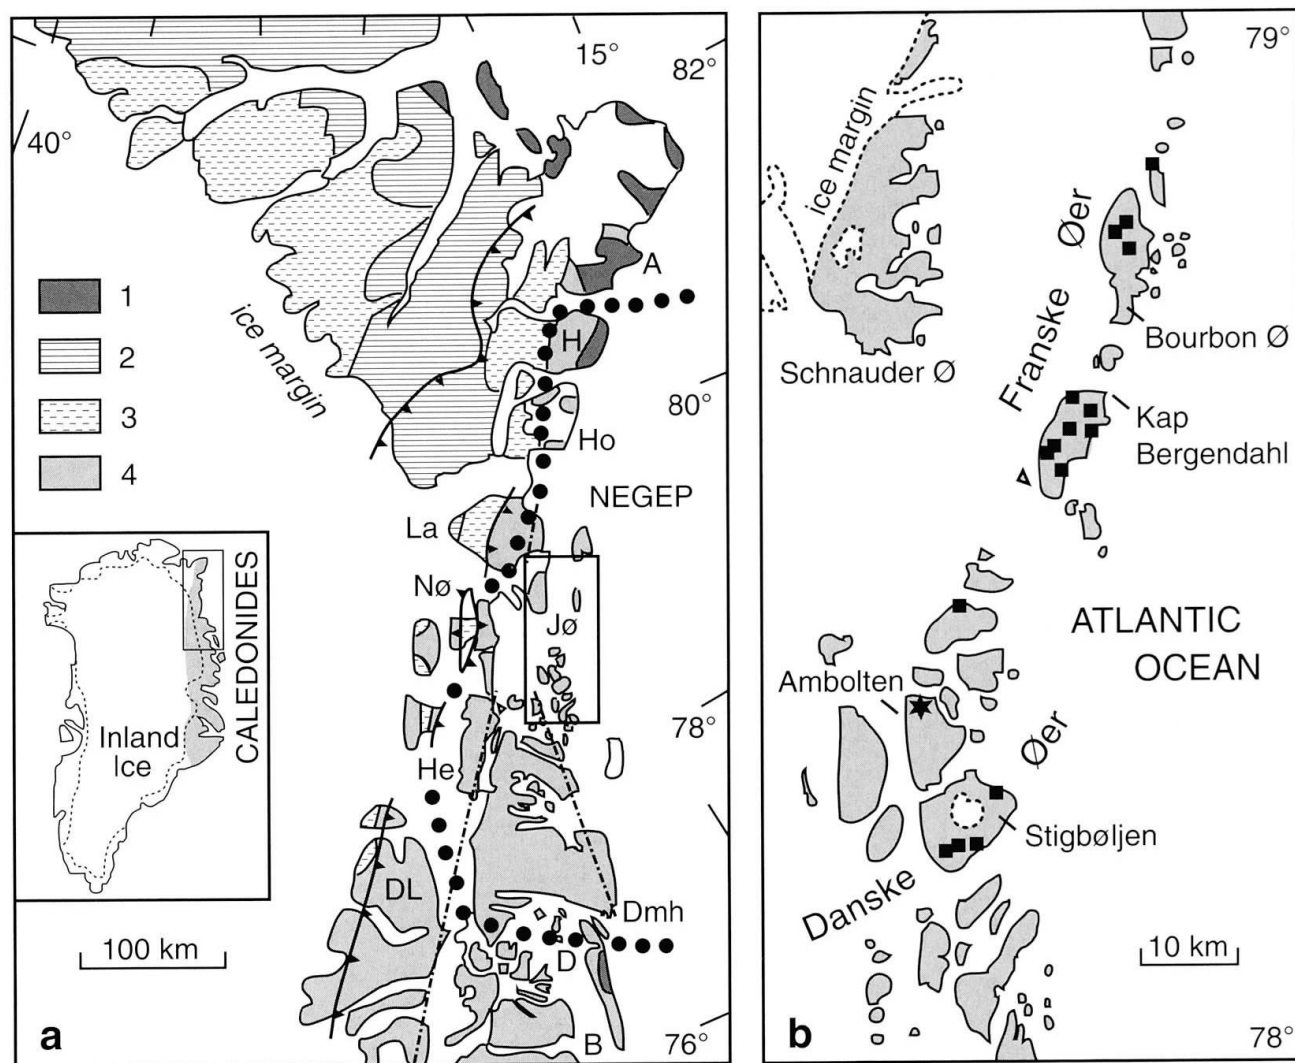 15°
82°
40°
A
1
2
3
4
ice margin
H
80°
Ho
NEGEP
La
Nø
Jø
78°
He
DL
Dmh
D
B
76°
CALEDONIDES
Inland
Ice
100 km
a
79°
ice margin
Øer
Franske
Bourbon Ø
Schnauder Ø
Kap
Bergendahl
ATLANTIC
OCEAN
Ambolten
Øer
Stigbøljen
Danske
10 km
b
78°